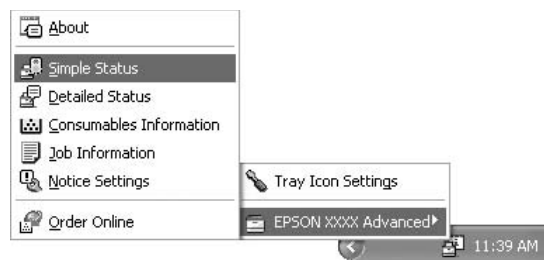 About
Simple Status
Detailed Status
Consumables Information
Job Information
Notice Settings
Order Online
Tray Icon Settings
EPSON XXXX Advanced
11:39 AM